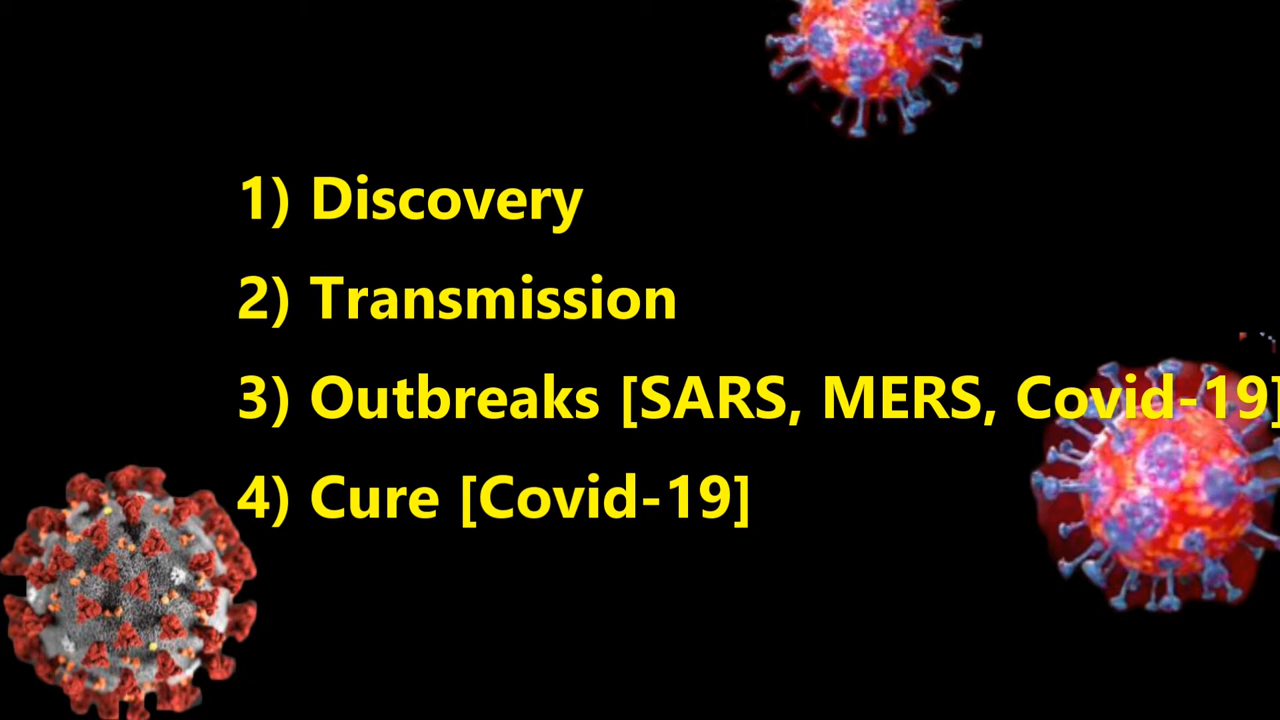 1) Discovery
2) Transmission
3) Outbreaks [SARS, MERS, Covid-19]
4) Cure [Covid-19]